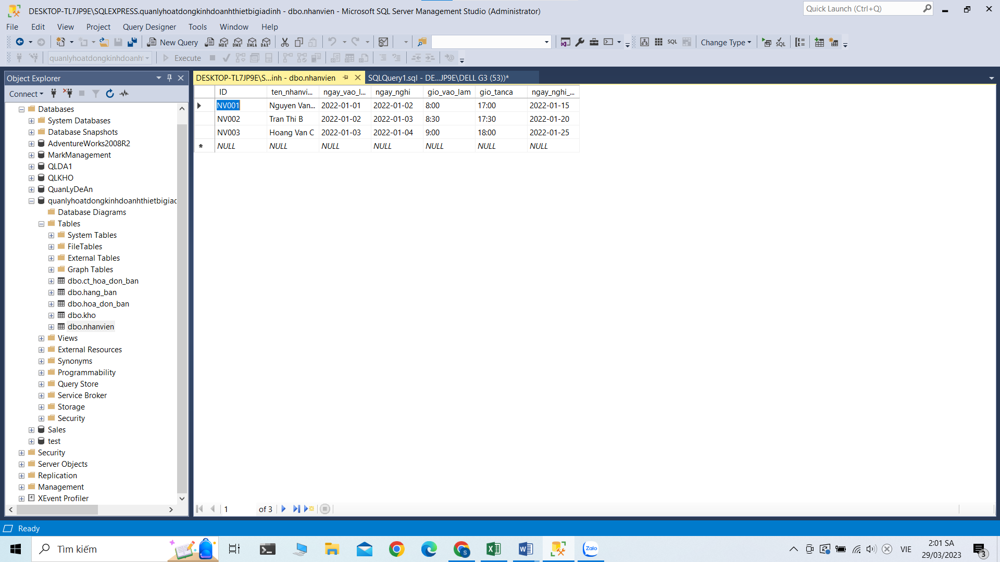 DESKTOP-TL7JP9E\SQLEXPRESS.quanlyhoatdongkinhdoanhthietbigiadinh - dbo.nhanvien - Microsoft SQL Server Management Studio (Administrator)
Quick Launch (Ctrl+Q)
File Edit View Project Query Designer Tools Window Help
New Query MDX DMX XMLA DAX SQL Change Type SQL
quanlyhoatdongkinhdoanht Execute
Object Explorer
DESKTOP-TL7JP9E\S...inh - dbo.nhanvien
SQLQuery1.sql - DE...JP9E\DELL G3 (53))*
Connect
ID ten_nhanvi... ngay_vao_l... ngay_nghi gio_vao_lam gio_tanca ngay_nghi_...
NV001 Nguyen Van... 2022-01-01 2022-01-02 8:00 17:00 2022-01-15
NV002 Tran Thi B 2022-01-02 2022-01-03 8:30 17:30 2022-01-20
NV003 Hoang Van C 2022-01-03 2022-01-04 9:00 18:00 2022-01-25
NULL NULL NULL NULL NULL NULL NULL
Databases
System Databases
Database Snapshots
AdventureWorks2008R2
MarkManagement
QLDA1
QLKHO
QuanLyDeAn
quanlyhoatdongkinhdoanhthietbigiad
Database Diagrams
Tables
System Tables
FileTables
External Tables
Graph Tables
dbo.ct_hoa_don_ban
dbo.hang_ban
dbo.hoa_don_ban
dbo.kho
dbo.nhanvien
Views
External Resources
Synonyms
Programmability
Query Store
Service Broker
Storage
Security
Sales
test
Security
Server Objects
Replication
Management
XEvent Profiler
1 of 3
Ready
Tìm kiếm
Zalo
VIE
2:01 SA
29/03/2023
3